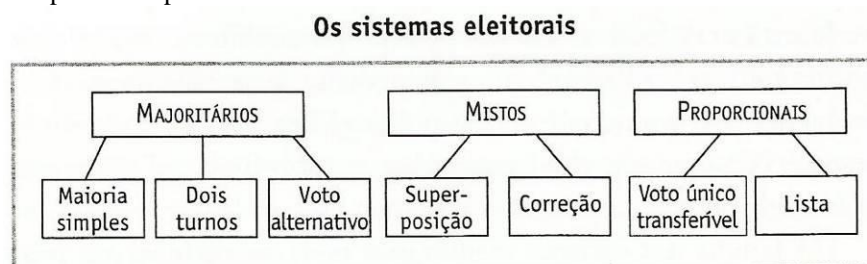 Os sistemas eleitorais
MAJORITÁRIOS
MISTOS
PROPORCIONAIS
Maioria
simples
Dois
turnos
Voto
alternativo
Super-
posição
Correção
Voto único
transferível
Lista